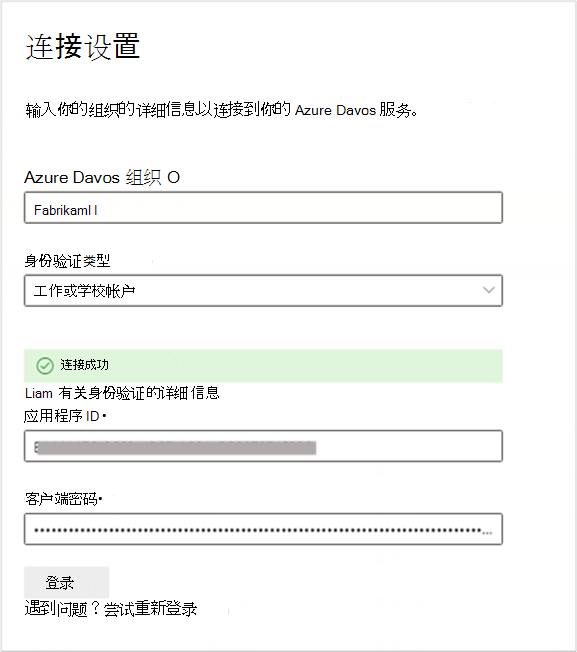 连接设置
输入你的组织的详细信息以连接到你的 Azure Davos 服务。
Azure Davos 组织 O
Fabrikaml l
身份验证类型
工作或学校帐户
连接成功
Liam 有关身份验证的详细信息
应用程序 ID•
客户端密码•
登录
遇到问题？尝试重新登录